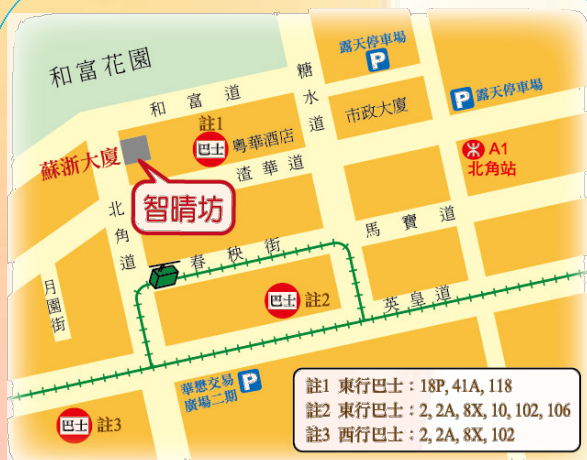 和富花園
露天停車場
P
和富道
糖水道
市政大廈
P 露天停車場
註1
巴士 粵華酒店
蘇浙大廈
渣華道
A1
北角站
智晴坊
北角道
馬寶道
春秧街
月園街
巴士 註2
英皇道
華懋交易
廣場二期 P
巴士 註3
註1 東行巴士：18P, 41A, 118
註2 東行巴士：2, 2A, 8X, 10, 102, 106
註3 西行巴士：2, 2A, 8X, 102